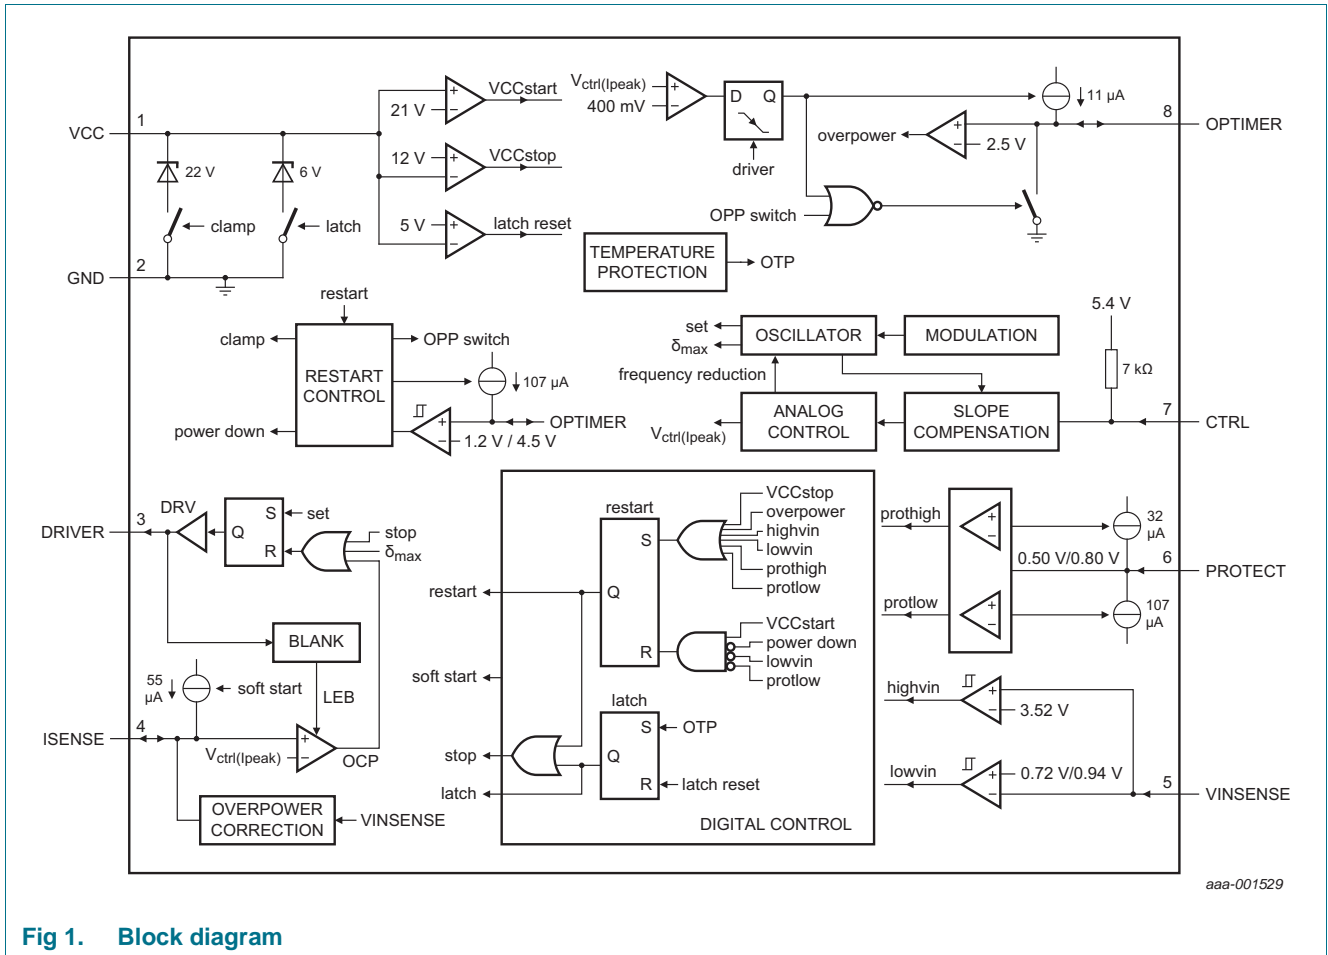 VCC
1
22 V
clamp
6 V
latch
GND
2
21 V
+
−
VCCstart
12 V
+
−
VCCstop
5 V
+
−
latch reset
Vctrl(Ipeak)
400 mV
+
−
D Q
driver
11 µA
8
OPTIMER
overpower
+
−
2.5 V
OPP switch
TEMPERATURE
PROTECTION
OTP
restart
clamp
OPP switch
RESTART
CONTROL
107 µA
power down
+
−
OPTIMER
1.2 V / 4.5 V
set
δmax
OSCILLATOR
MODULATION
frequency reduction
ANALOG
CONTROL
SLOPE
COMPENSATION
Vctrl(Ipeak)
5.4 V
7 kΩ
7
CTRL
DRIVER
3
DRV
Q
S
R
set
stop
δmax
BLANK
LEB
55
µA
soft start
ISENSE
4
Vctrl(Ipeak)
+
−
OCP
OVERPOWER
CORRECTION
VINSENSE
restart
S
Q
R
VCCstop
overpower
highvin
lowvin
prothigh
protlow
VCCstart
power down
lowvin
protlow
restart
soft start
stop
latch
latch
S
Q
R
OTP
latch reset
DIGITAL CONTROL
prothigh
+
−
32
µA
0.50 V/0.80 V
6
PROTECT
protlow
+
−
107
µA
highvin
+
−
3.52 V
lowvin
+
−
0.72 V/0.94 V
5
VINSENSE
aaa-001529
Fig 1. Block diagram